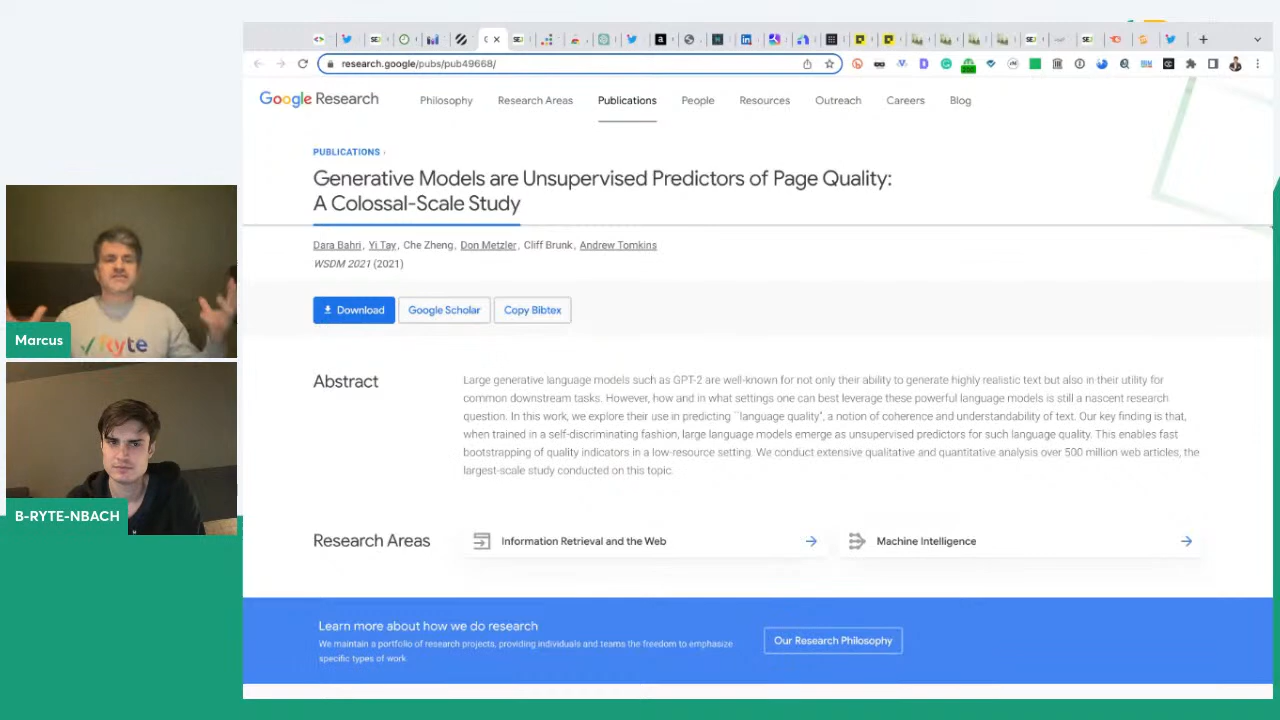 research.google/pubs/pub49668/
Google Research
Philosophy
Research Areas
Publications
People
Resources
Outreach
Careers
Blog
PUBLICATIONS ›
Generative Models are Unsupervised Predictors of Page Quality:
A Colossal-Scale Study
Dara Bahri, Yi Tay, Che Zheng, Don Metzler, Cliff Brunk, Andrew Tomkins
WSDM 2021 (2021)
Download
Google Scholar
Copy Bibtex
Abstract
Large generative language models such as GPT-2 are well-known for not only their ability to generate highly realistic text but also in their utility for
common downstream tasks. However, how and in what settings one can best leverage these powerful language models is still a nascent research
question. In this work, we explore their use in predicting ``language quality", a notion of coherence and understandability of text. Our key finding is that,
when trained in a self-discriminating fashion, large language models emerge as unsupervised predictors for such language quality. This enables fast
bootstrapping of quality indicators in a low-resource setting. We conduct extensive qualitative and quantitative analysis over 500 million web articles, the
largest-scale study conducted on this topic.
Research Areas
Information Retrieval and the Web
Machine Intelligence
Learn more about how we do research
We maintain a portfolio of research projects, providing individuals and teams the freedom to emphasize
specific types of work.
Our Research Philosophy
Ryte
Marcus
B-RYTE-NBACH